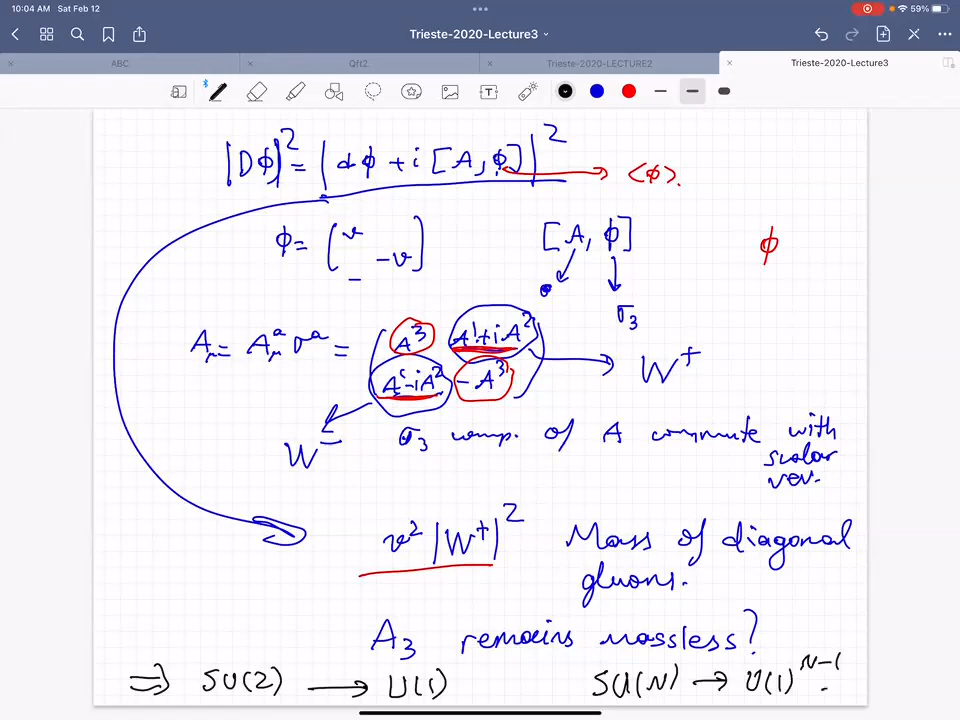 10:04 AM Sat Feb 12
59%
Trieste-2020-Lecture3
ABC
Qft2
Trieste-2020-LECTURE2
Trieste-2020-Lecture3
|Dϕ|² = |dϕ + i [A, ϕ]|² → <ϕ>.
ϕ = (v -v) [A, ϕ] ϕ
σ₃
A_μ = A_μ^a σ^a = (A³ A¹+iA²
A¹-iA² -A³) → W⁺
W⁻ σ₃ comp. of A commute with
scalar
vev.
v² |W⁺|² Mass of diagonal
gluons.
A₃ remains massless?
⇒ SU(2) → U(1) SU(N) → U(1)^{N-1}.